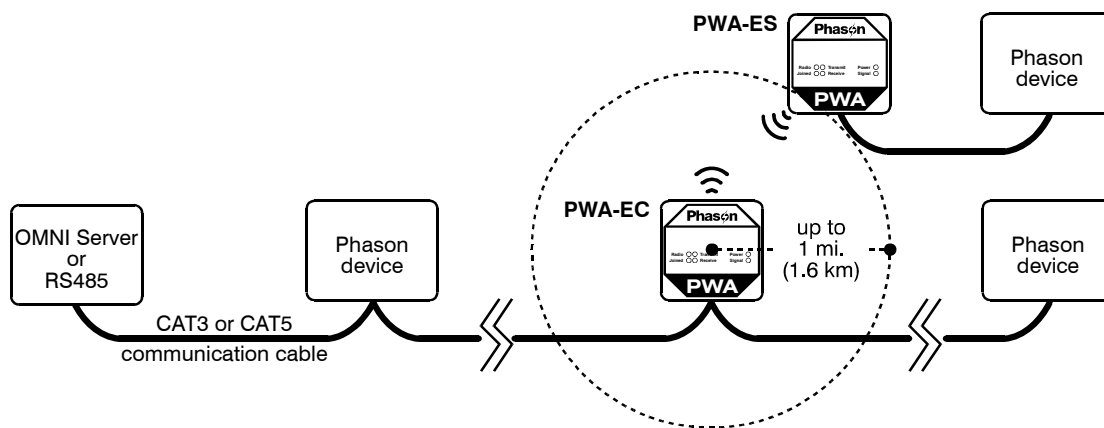 PWA-ES
Phason
Radio Transmit Power
Joined Receive Signal
PWA
Phason
device
PWA-EC
Phason
Radio Transmit Power
Joined Receive Signal
PWA
up to
1 mi.
(1.6 km)
OMNI Server
or
RS485
Phason
device
Phason
device
CAT3 or CAT5
communication cable